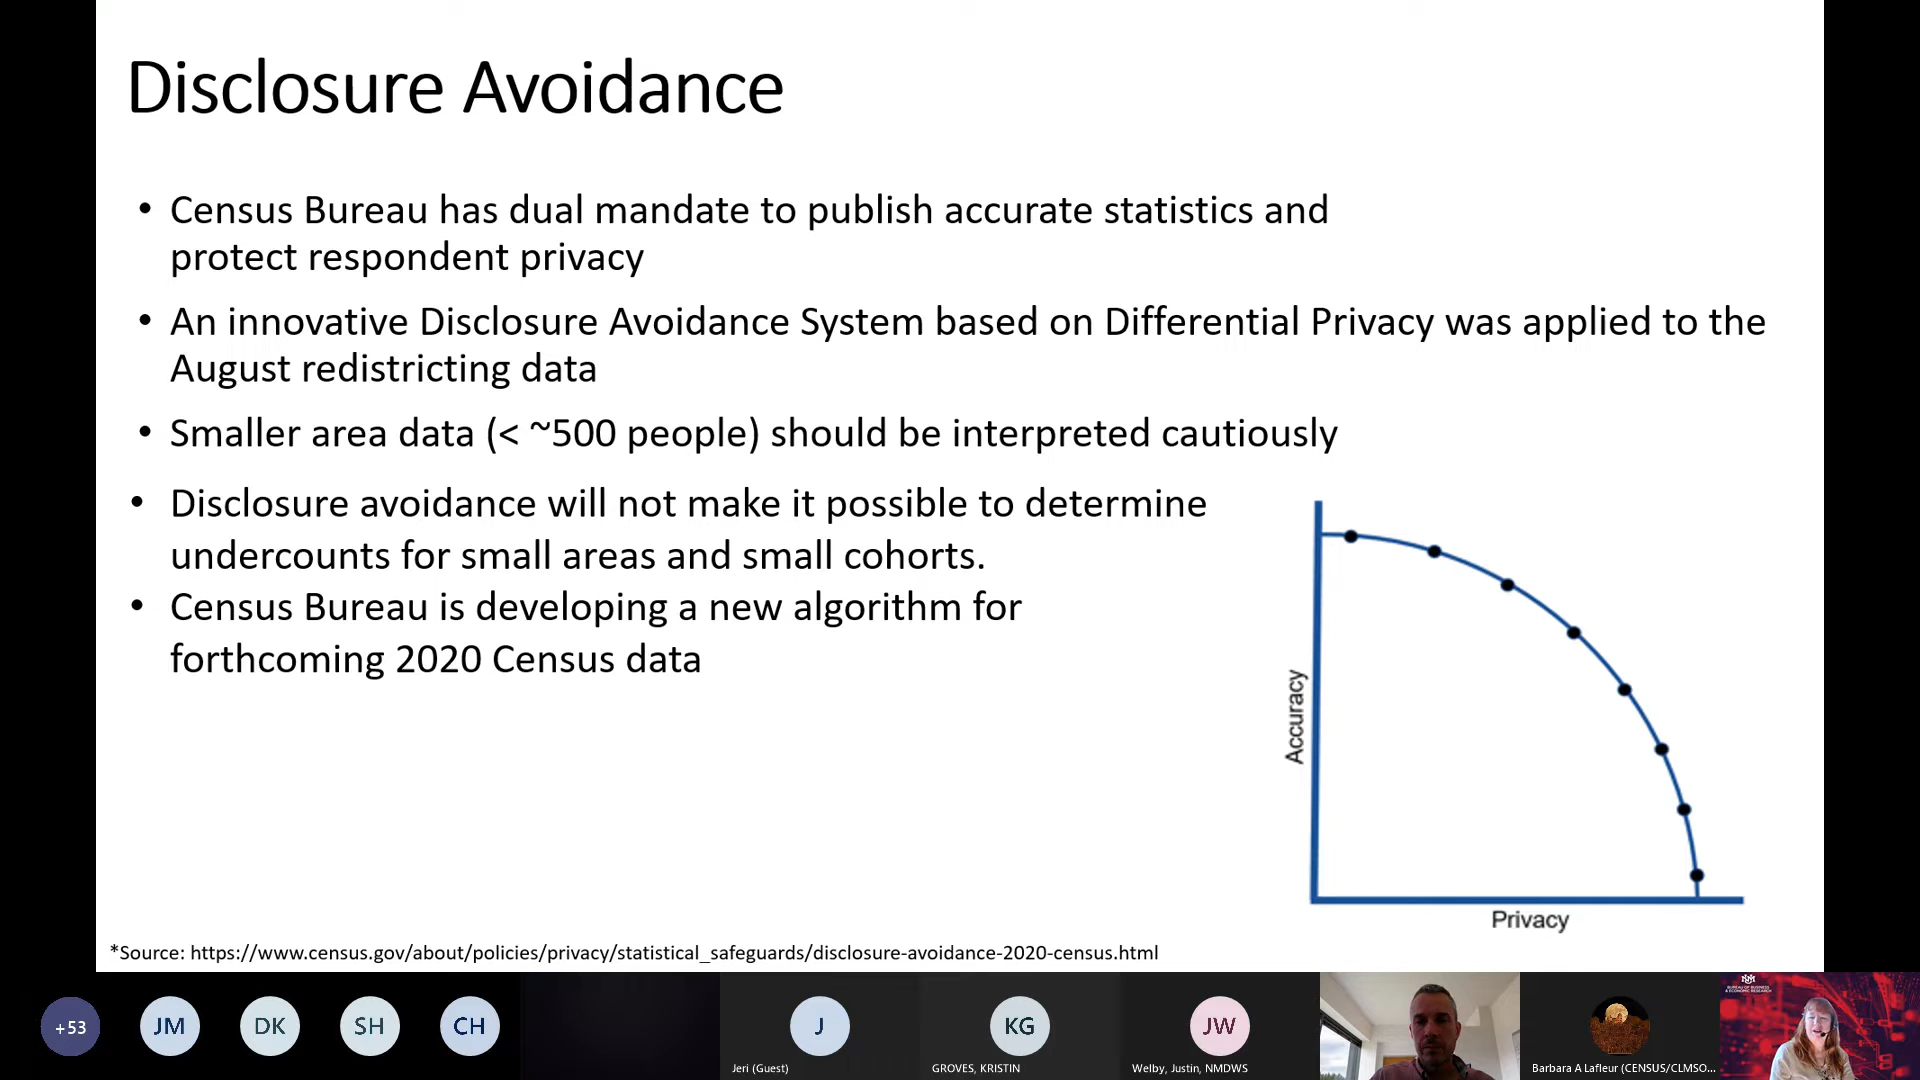 Disclosure Avoidance
• Census Bureau has dual mandate to publish accurate statistics and
protect respondent privacy
• An innovative Disclosure Avoidance System based on Differential Privacy was applied to the
August redistricting data
• Smaller area data (< ~500 people) should be interpreted cautiously
• Disclosure avoidance will not make it possible to determine
undercounts for small areas and small cohorts.
• Census Bureau is developing a new algorithm for
forthcoming 2020 Census data
Accuracy
Privacy
*Source: https://www.census.gov/about/policies/privacy/statistical_safeguards/disclosure-avoidance-2020-census.html
+53
JM
DK
SH
CH
J
Jeri (Guest)
KG
GROVES, KRISTIN
JW
Welby, Justin, NMDWS
Barbara A Lafleur (CENSUS/CLMSO...
BUREAU OF BUSINESS
& ECONOMIC RESEARCH